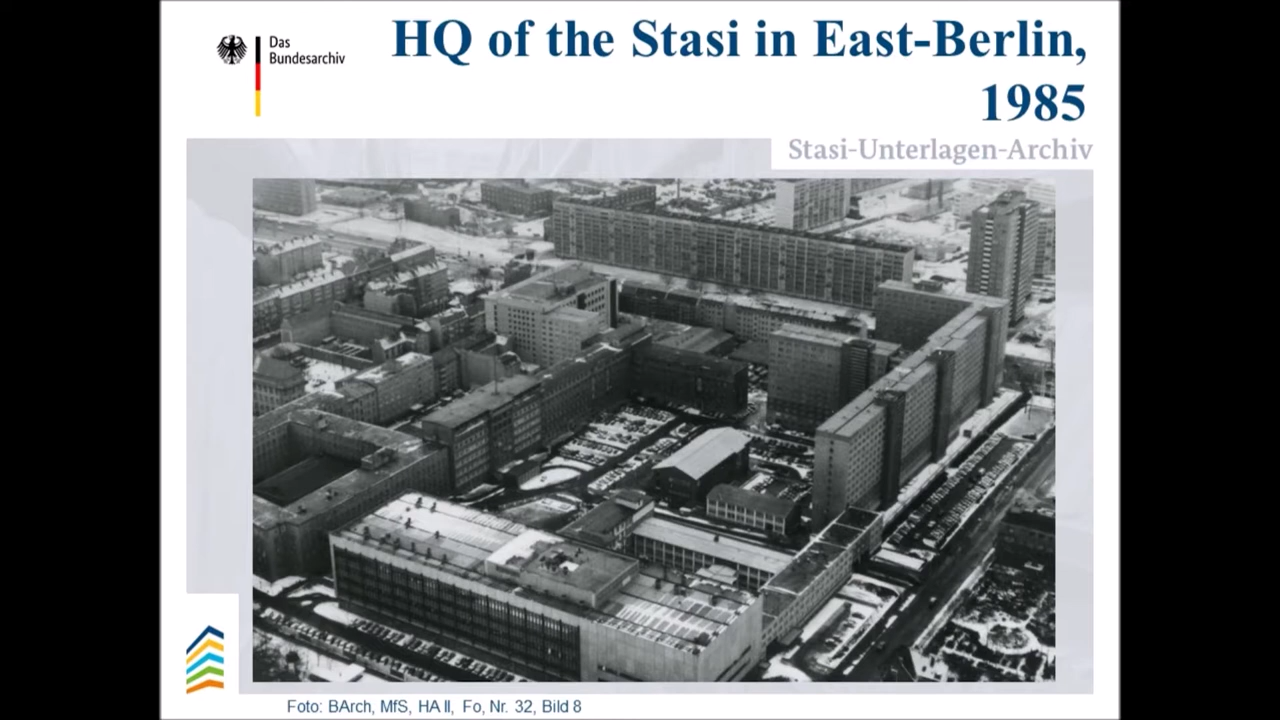 Das
Bundesarchiv
HQ of the Stasi in East-Berlin,
1985
Stasi-Unterlagen-Archiv
Foto: BArch, MfS, HA II, Fo, Nr. 32, Bild 8